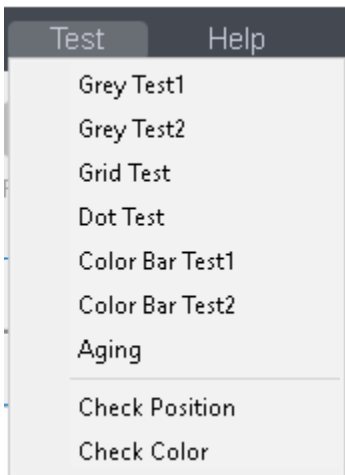 Test Help
Grey Test1
Grey Test2
Grid Test
Dot Test
Color Bar Test1
Color Bar Test2
Aging
Check Position
Check Color